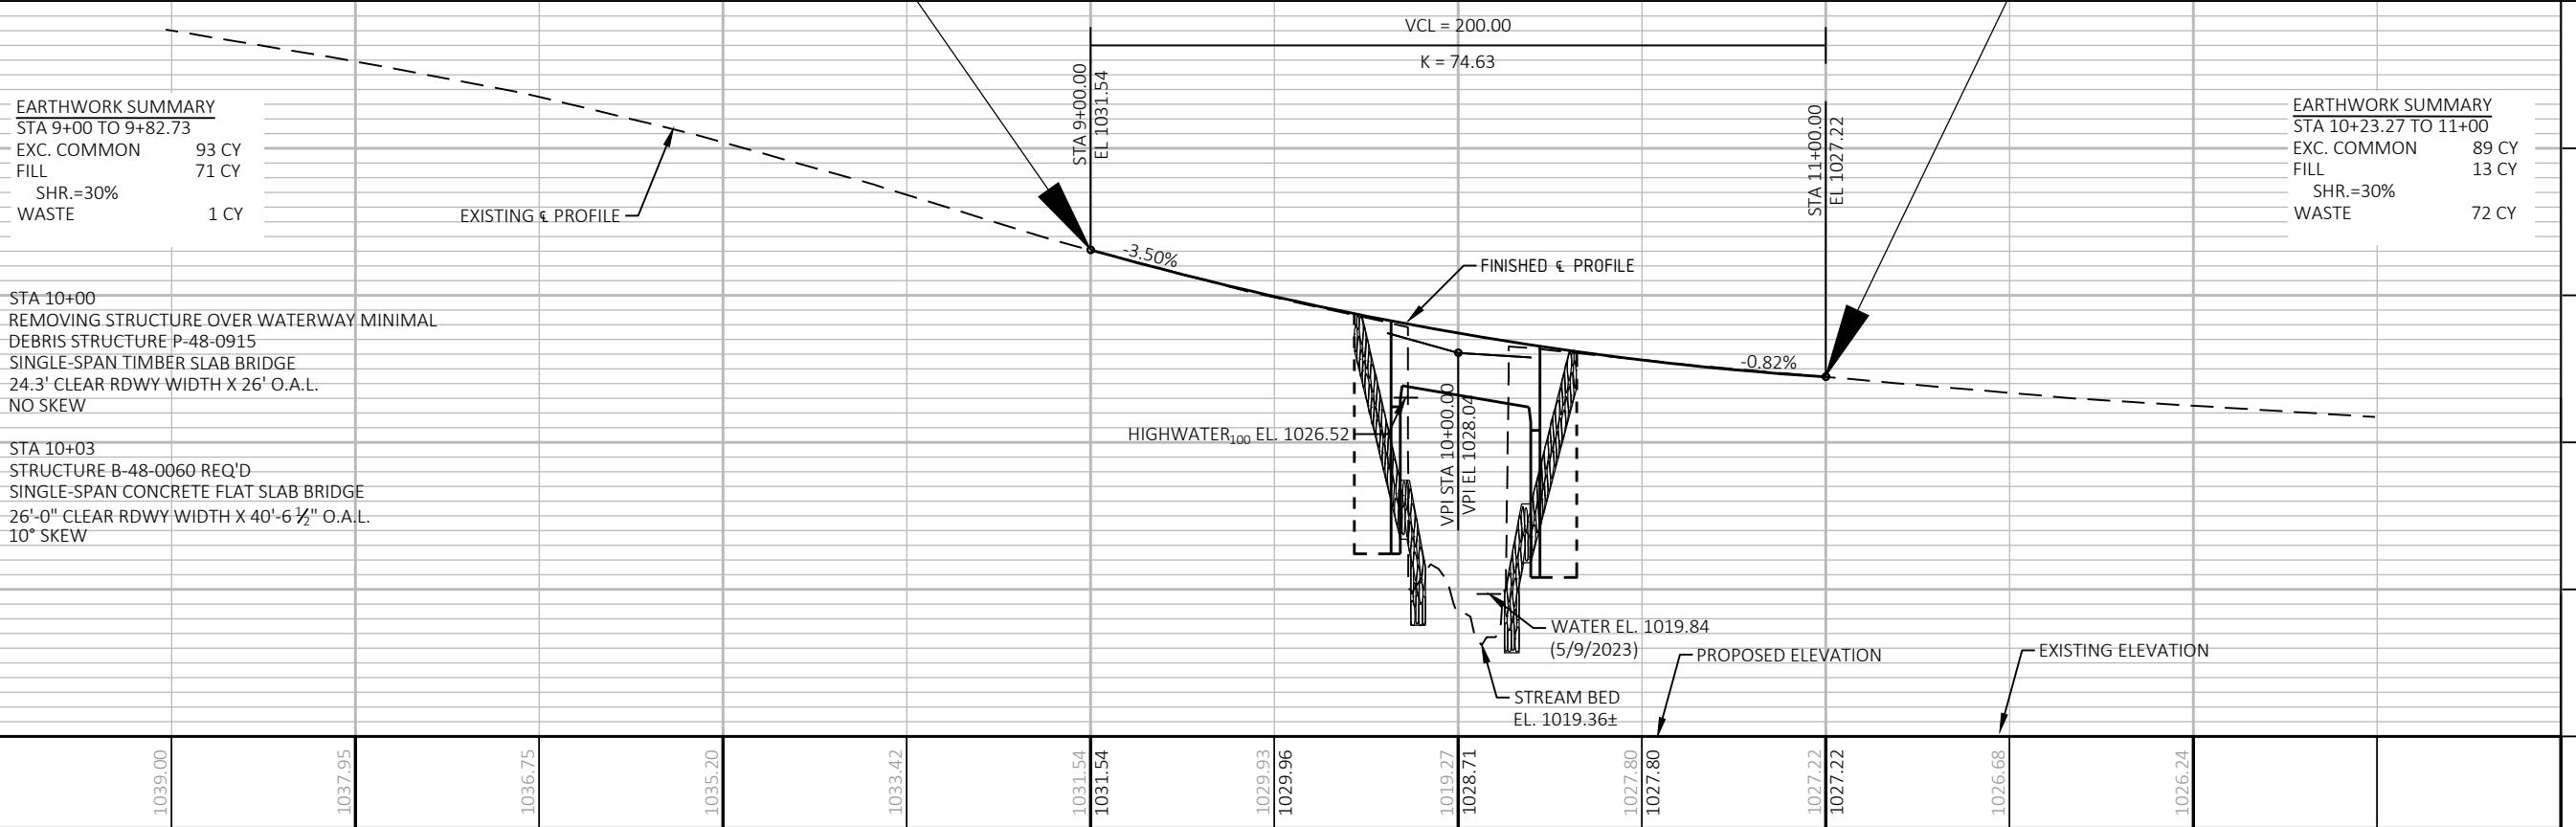 VCL = 200.00
K = 74.63
STA 9+00.00
EL 1031.54
STA 11+00.00
EL 1027.22
EARTHWORK SUMMARY
STA 9+00 TO 9+82.73
EXC. COMMON 93 CY
FILL 71 CY
SHR.=30%
WASTE 1 CY
EARTHWORK SUMMARY
STA 10+23.27 TO 11+00
EXC. COMMON 89 CY
FILL 13 CY
SHR.=30%
WASTE 72 CY
EXISTING ℄ PROFILE
-3.50%
FINISHED ℄ PROFILE
-0.82%
STA 10+00
REMOVING STRUCTURE OVER WATERWAY MINIMAL
DEBRIS STRUCTURE P-48-0915
SINGLE-SPAN TIMBER SLAB BRIDGE
24.3' CLEAR RDWY WIDTH X 26' O.A.L.
NO SKEW
STA 10+03
STRUCTURE B-48-0060 REQ'D
SINGLE-SPAN CONCRETE FLAT SLAB BRIDGE
26'-0" CLEAR RDWY WIDTH X 40'-6 ½" O.A.L.
10° SKEW
HIGHWATER₁₀₀ EL. 1026.52
VPI STA 10+00.00
VPI EL 1028.04
WATER EL. 1019.84
(5/9/2023)
STREAM BED
EL. 1019.36±
PROPOSED ELEVATION
EXISTING ELEVATION
1039.00
1037.95
1036.75
1035.20
1033.42
1031.54
1031.54
1029.93
1029.96
1019.27
1028.71
1027.80
1027.80
1027.22
1027.22
1026.68
1026.24